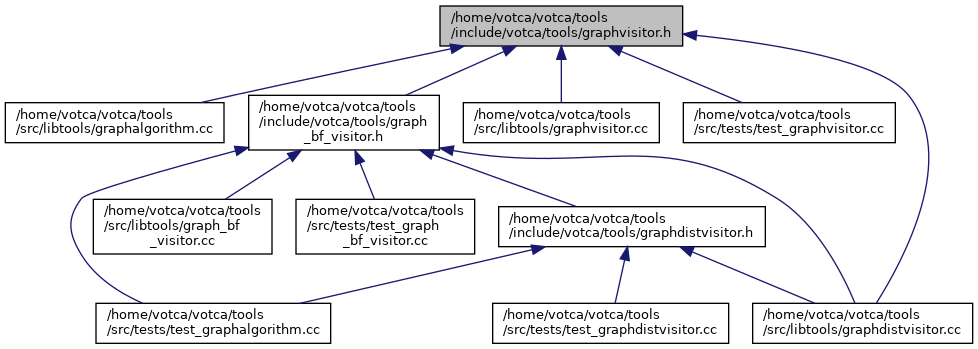 /home/votca/votca/tools
/include/votca/tools/graphvisitor.h
/home/votca/votca/tools
/src/libtools/graphalgorithm.cc
/home/votca/votca/tools
/include/votca/tools/graph
_bf_visitor.h
/home/votca/votca/tools
/src/libtools/graphvisitor.cc
/home/votca/votca/tools
/src/tests/test_graphvisitor.cc
/home/votca/votca/tools
/src/libtools/graph_bf
_visitor.cc
/home/votca/votca/tools
/src/tests/test_graph
_bf_visitor.cc
/home/votca/votca/tools
/include/votca/tools/graphdistvisitor.h
/home/votca/votca/tools
/src/tests/test_graphalgorithm.cc
/home/votca/votca/tools
/src/tests/test_graphdistvisitor.cc
/home/votca/votca/tools
/src/libtools/graphdistvisitor.cc